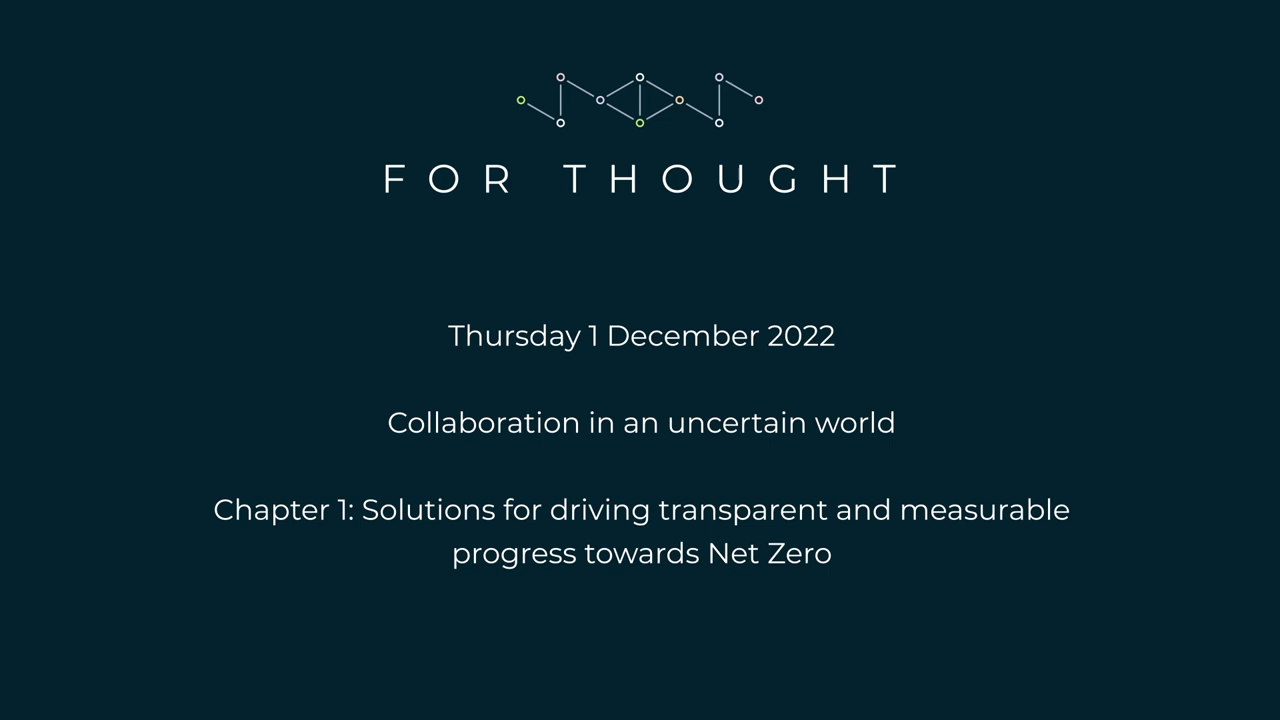 FOR THOUGHT
Thursday 1 December 2022
Collaboration in an uncertain world
Chapter 1: Solutions for driving transparent and measurable
progress towards Net Zero